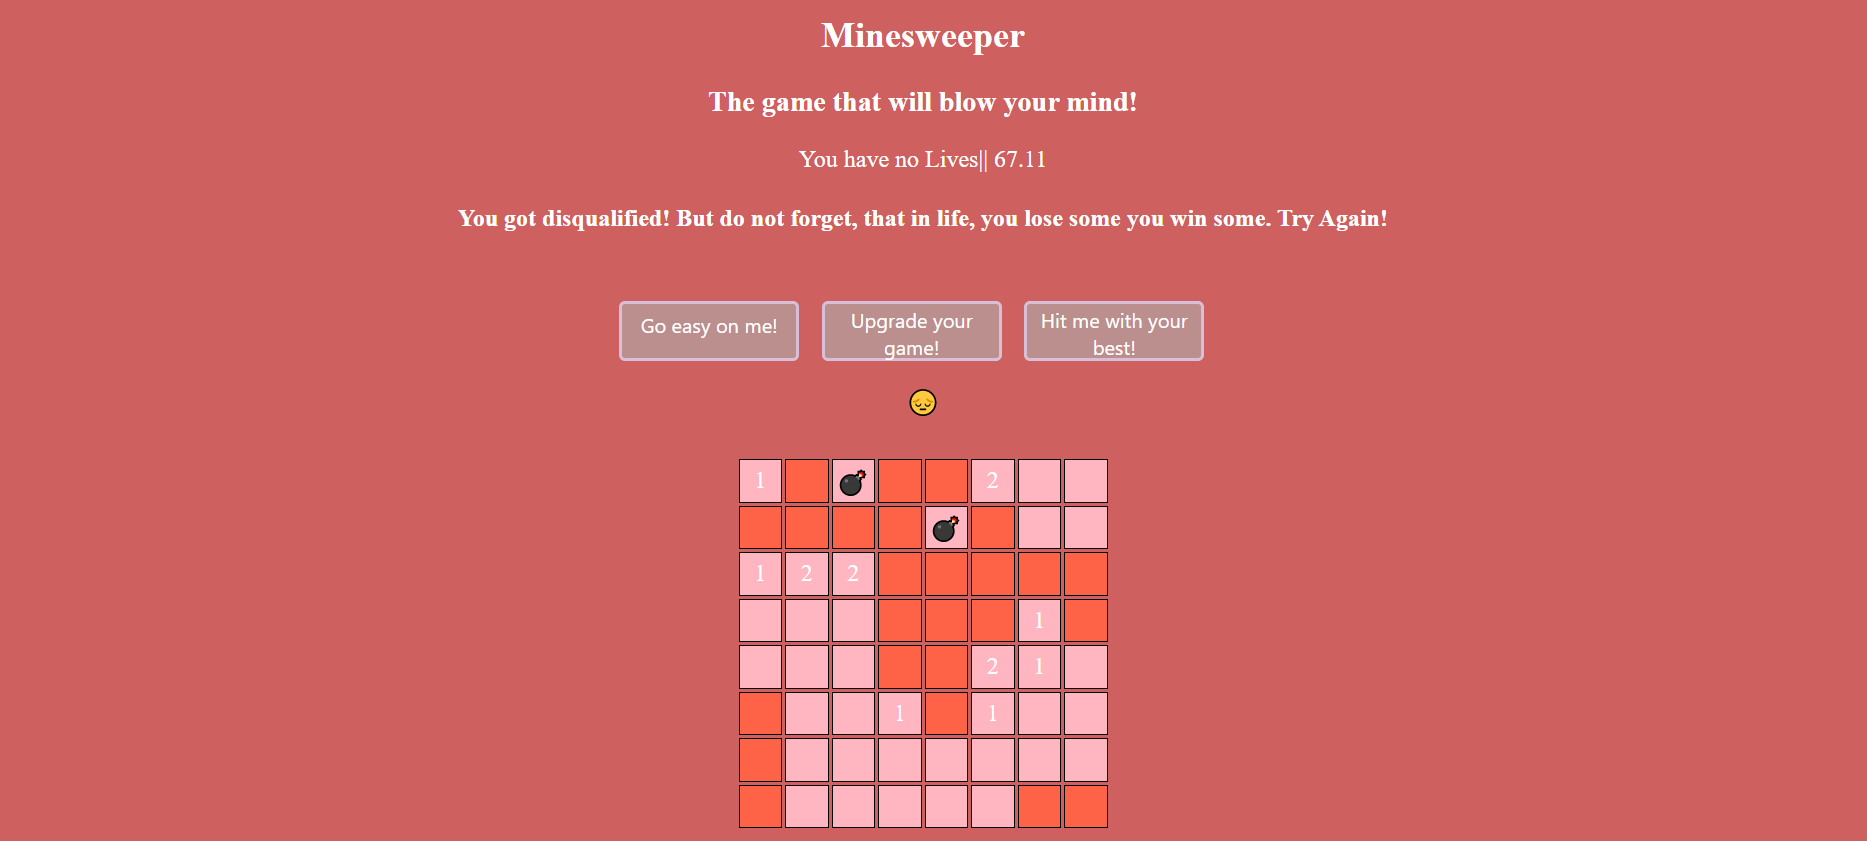 Minesweeper
The game that will blow your mind!
You have no Lives|| 67.11
You got disqualified! But do not forget, that in life, you lose some you win some. Try Again!
Go easy on me!
Upgrade your
game!
Hit me with your
best!
1 2
1 2 2
1
2 1
1 1